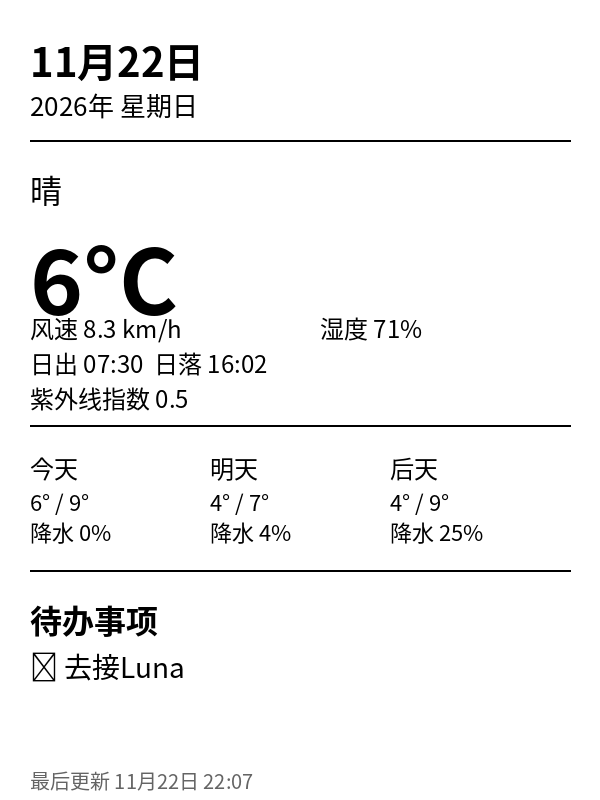 11月22日
2026年 星期日
晴
6°C
风速 8.3 km/h 湿度 71%
日出 07:30 日落 16:02
紫外线指数 0.5
今天 明天 后天
6° / 9° 4° / 7° 4° / 9°
降水 0% 降水 4% 降水 25%
待办事项
去接Luna
最后更新 11月22日 22:07